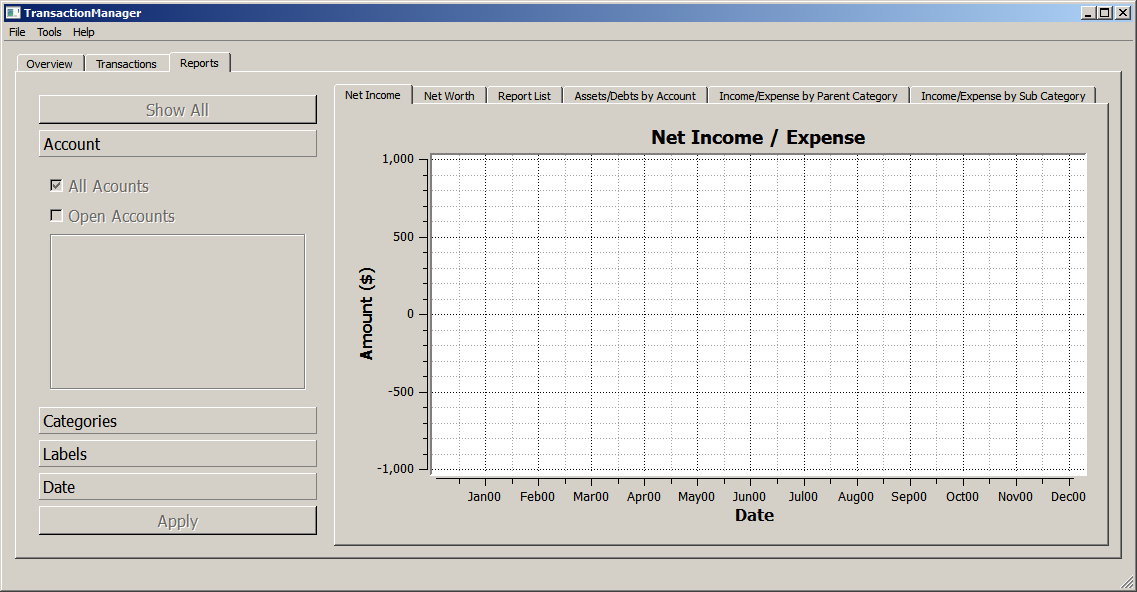 TransactionManager
File Tools Help
Overview Transactions Reports
Show All
Account
All Acounts
Open Accounts
Categories
Labels
Date
Apply
Net Income Net Worth Report List Assets/Debts by Account Income/Expense by Parent Category Income/Expense by Sub Category
Net Income / Expense
Amount ($)
1,000
500
0
-500
-1,000
Jan00 Feb00 Mar00 Apr00 May00 Jun00 Jul00 Aug00 Sep00 Oct00 Nov00 Dec00
Date